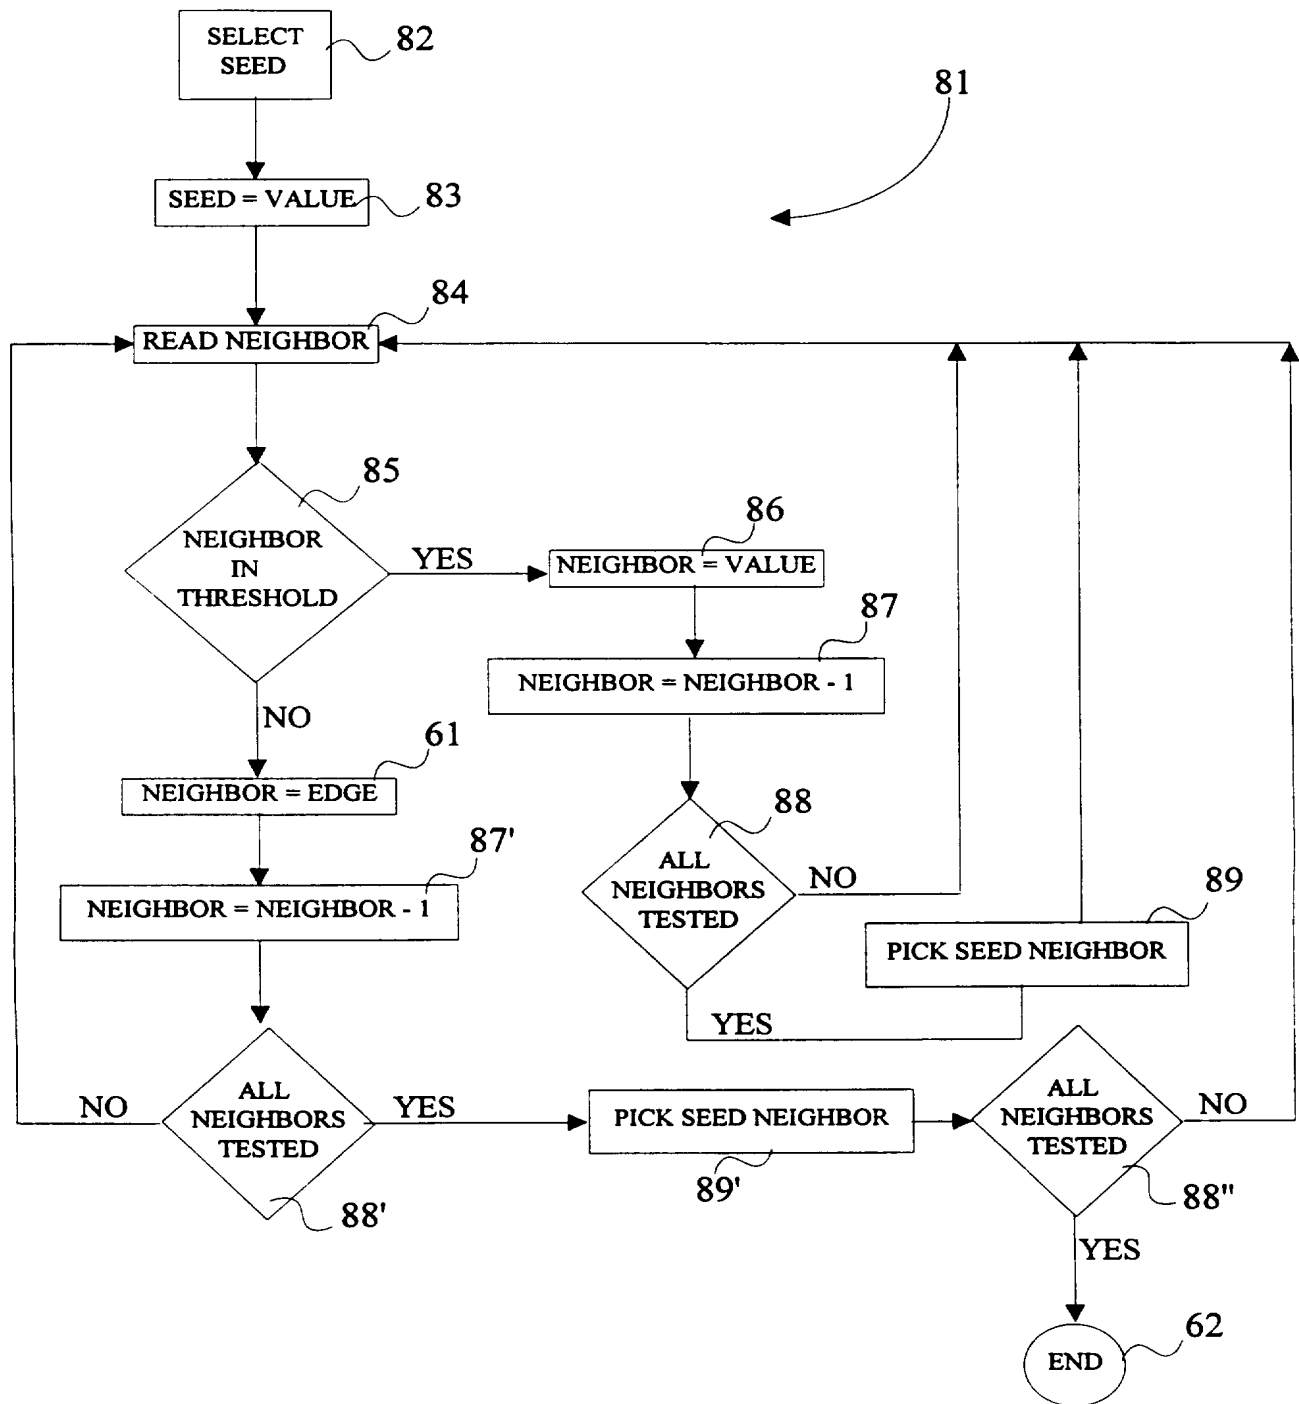 SELECT
SEED
82
81
SEED = VALUE
83
84
READ NEIGHBOR
85
NEIGHBOR
IN
THRESHOLD
YES
86
NEIGHBOR = VALUE
87
NEIGHBOR = NEIGHBOR - 1
NO
61
NEIGHBOR = EDGE
88
ALL
NEIGHBORS
TESTED
NO
87'
NEIGHBOR = NEIGHBOR - 1
89
PICK SEED NEIGHBOR
YES
NO
ALL
NEIGHBORS
TESTED
88'
YES
PICK SEED NEIGHBOR
89'
ALL
NEIGHBORS
TESTED
88"
NO
YES
62
END